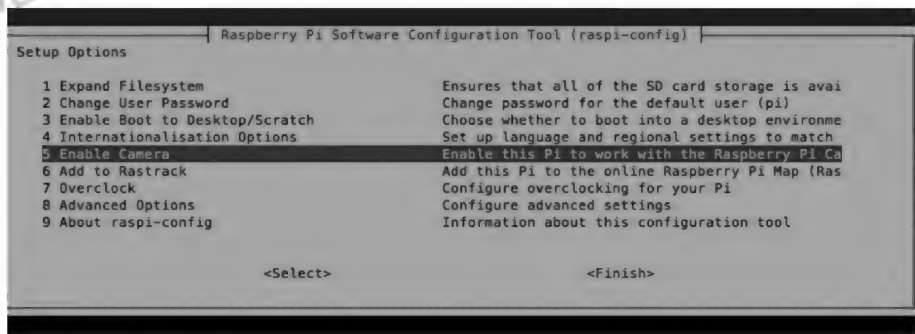 Raspberry Pi Software Configuration Tool (raspi-config)
Setup Options
1 Expand Filesystem Ensures that all of the SD card storage is avai
2 Change User Password Change password for the default user (pi)
3 Enable Boot to Desktop/Scratch Choose whether to boot into a desktop environme
4 Internationalisation Options Set up language and regional settings to match
5 Enable Camera Enable this Pi to work with the Raspberry Pi Ca
6 Add to Rastrack Add this Pi to the online Raspberry Pi Map (Ras
7 Overclock Configure overclocking for your Pi
8 Advanced Options Configure advanced settings
9 About raspi-config Information about this configuration tool
<Select> <Finish>